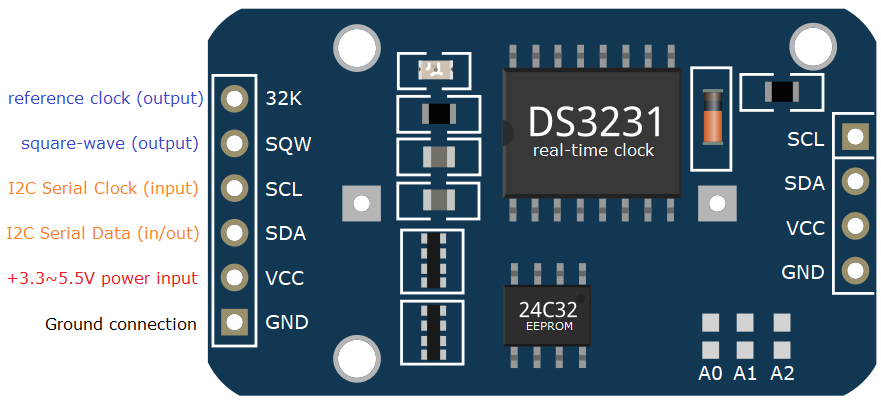 reference clock (output)
32K
square-wave (output)
SQW
I2C Serial Clock (input)
SCL
I2C Serial Data (in/out)
SDA
+3.3~5.5V power input
VCC
Ground connection
GND
DS3231
real-time clock
24C32
EEPROM
SCL
SDA
VCC
GND
A0 A1 A2